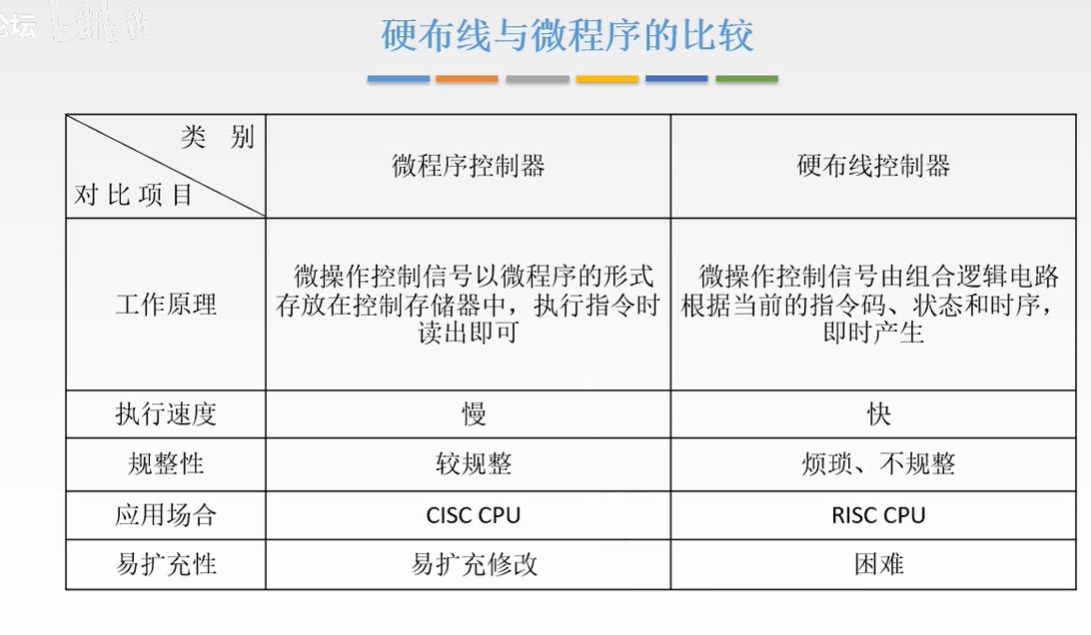 论坛
硬布线与微程序的比较
类 别
对比项目
微程序控制器
硬布线控制器
工作原理
微操作控制信号以微程序的形式
存放在控制存储器中，执行指令时
读出即可
微操作控制信号由组合逻辑电路
根据当前的指令码、状态和时序，
即时产生
执行速度
慢
快
规整性
较规整
烦琐、不规整
应用场合
CISC CPU
RISC CPU
易扩充性
易扩充修改
困难